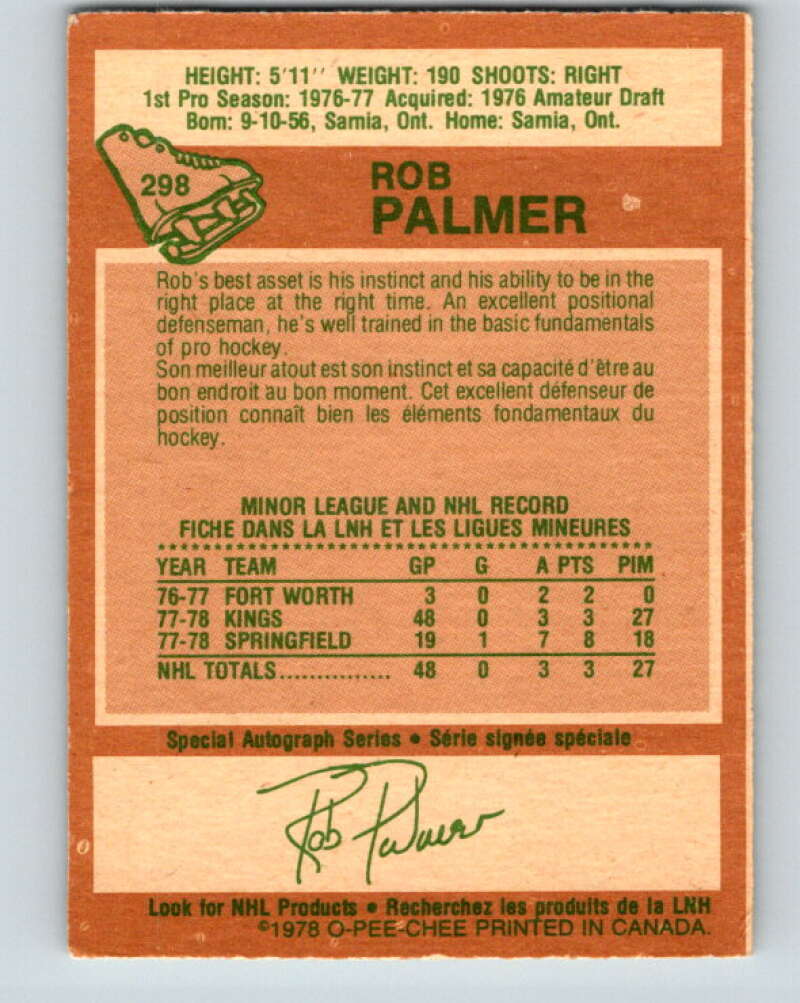 HEIGHT: 5'11'' WEIGHT: 190 SHOOTS: RIGHT
1st Pro Season: 1976-77 Acquired: 1976 Amateur Draft
Born: 9-10-56, Sarnia, Ont. Home: Sarnia, Ont.
298
ROB
PALMER
Rob's best asset is his instinct and his ability to be in the
right place at the right time. An excellent positional
defenseman, he's well trained in the basic fundamentals
of pro hockey.
Son meilleur atout est son instinct et sa capacité d'être au
bon endroit au bon moment. Cet excellent défenseur de
position connaît bien les éléments fondamentaux du
hockey.
MINOR LEAGUE AND NHL RECORD
FICHE DANS LA LNH ET LES LIGUES MINEURES
YEAR TEAM GP G A PTS PIM
76-77 FORT WORTH 3 0 2 2 0
77-78 KINGS 48 0 3 3 27
77-78 SPRINGFIELD 19 1 7 8 18
NHL TOTALS............... 48 0 3 3 27
Special Autograph Series • Série signée spéciale
Rob Palmer
Look for NHL Products • Recherchez les produits de la LNH
©1978 O-PEE-CHEE PRINTED IN CANADA.